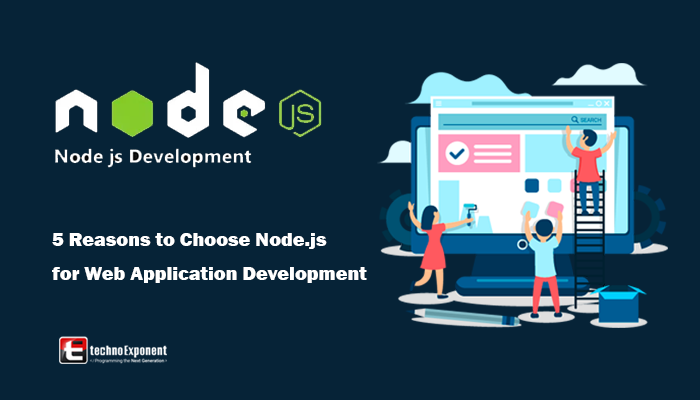 node JS
Node js Development
5 Reasons to Choose Node.js
for Web Application Development
SEARCH
technoExponent
Programming the Next Generation